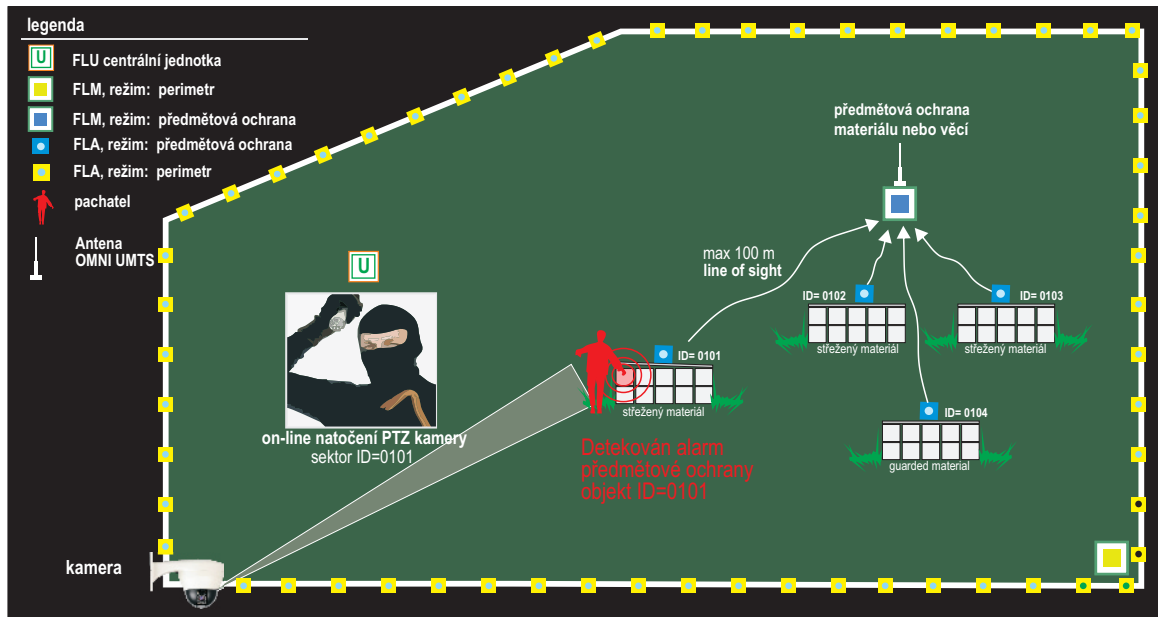 legenda
U
FLU centrální jednotka
FLM, režim: perimetr
FLM, režim: předmětová ochrana
FLA, režim: předmětová ochrana
FLA, režim: perimetr
pachatel
Antena
OMNI UMTS
předmětová ochrana
materiálu nebo věcí
max 100 m
line of sight
U
ID= 0102
ID= 0103
střežený materiál
střežený materiál
ID= 0101
střežený materiál
ID= 0104
guarded material
on-line natočení PTZ kamery
sektor ID=0101
Detekován alarm
předmětové ochrany
objekt ID=0101
kamera